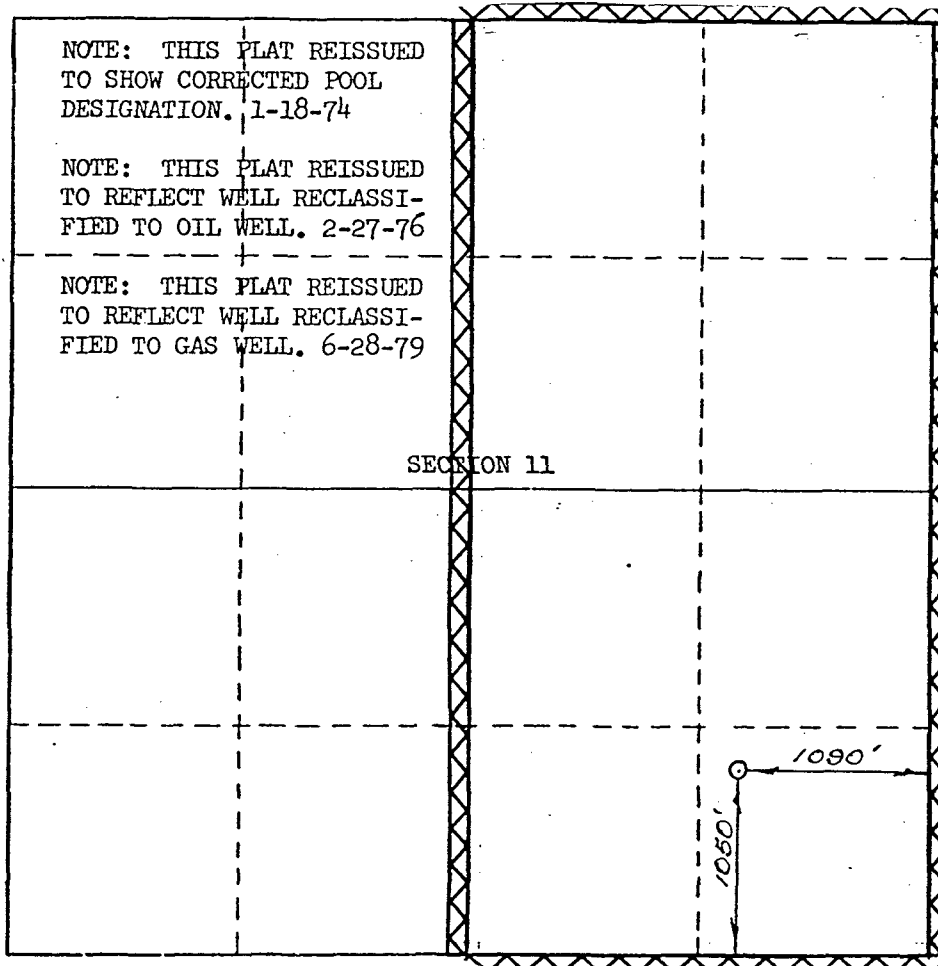 NOTE: THIS PLAT REISSUED
TO SHOW CORRECTED POOL
DESIGNATION. 1-18-74
NOTE: THIS PLAT REISSUED
TO REFLECT WELL RECLASSI-
FIED TO OIL WELL. 2-27-76
NOTE: THIS PLAT REISSUED
TO REFLECT WELL RECLASSI-
FIED TO GAS WELL. 6-28-79
SECTION 11
1090'
1050'